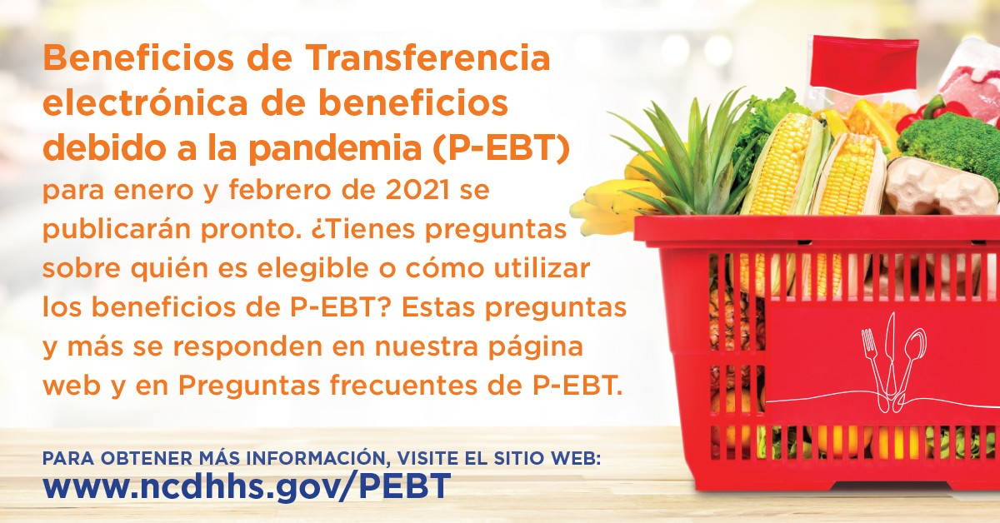 Beneficios de Transferencia
electrónica de beneficios
debido a la pandemia (P-EBT)
para enero y febrero de 2021 se
publicarán pronto. ¿Tienes preguntas
sobre quién es elegible o cómo utilizar
los beneficios de P-EBT? Estas preguntas
y más se responden en nuestra página
web y en Preguntas frecuentes de P-EBT.
PARA OBTENER MÁS INFORMACIÓN, VISITE EL SITIO WEB:
www.ncdhhs.gov/PEBT